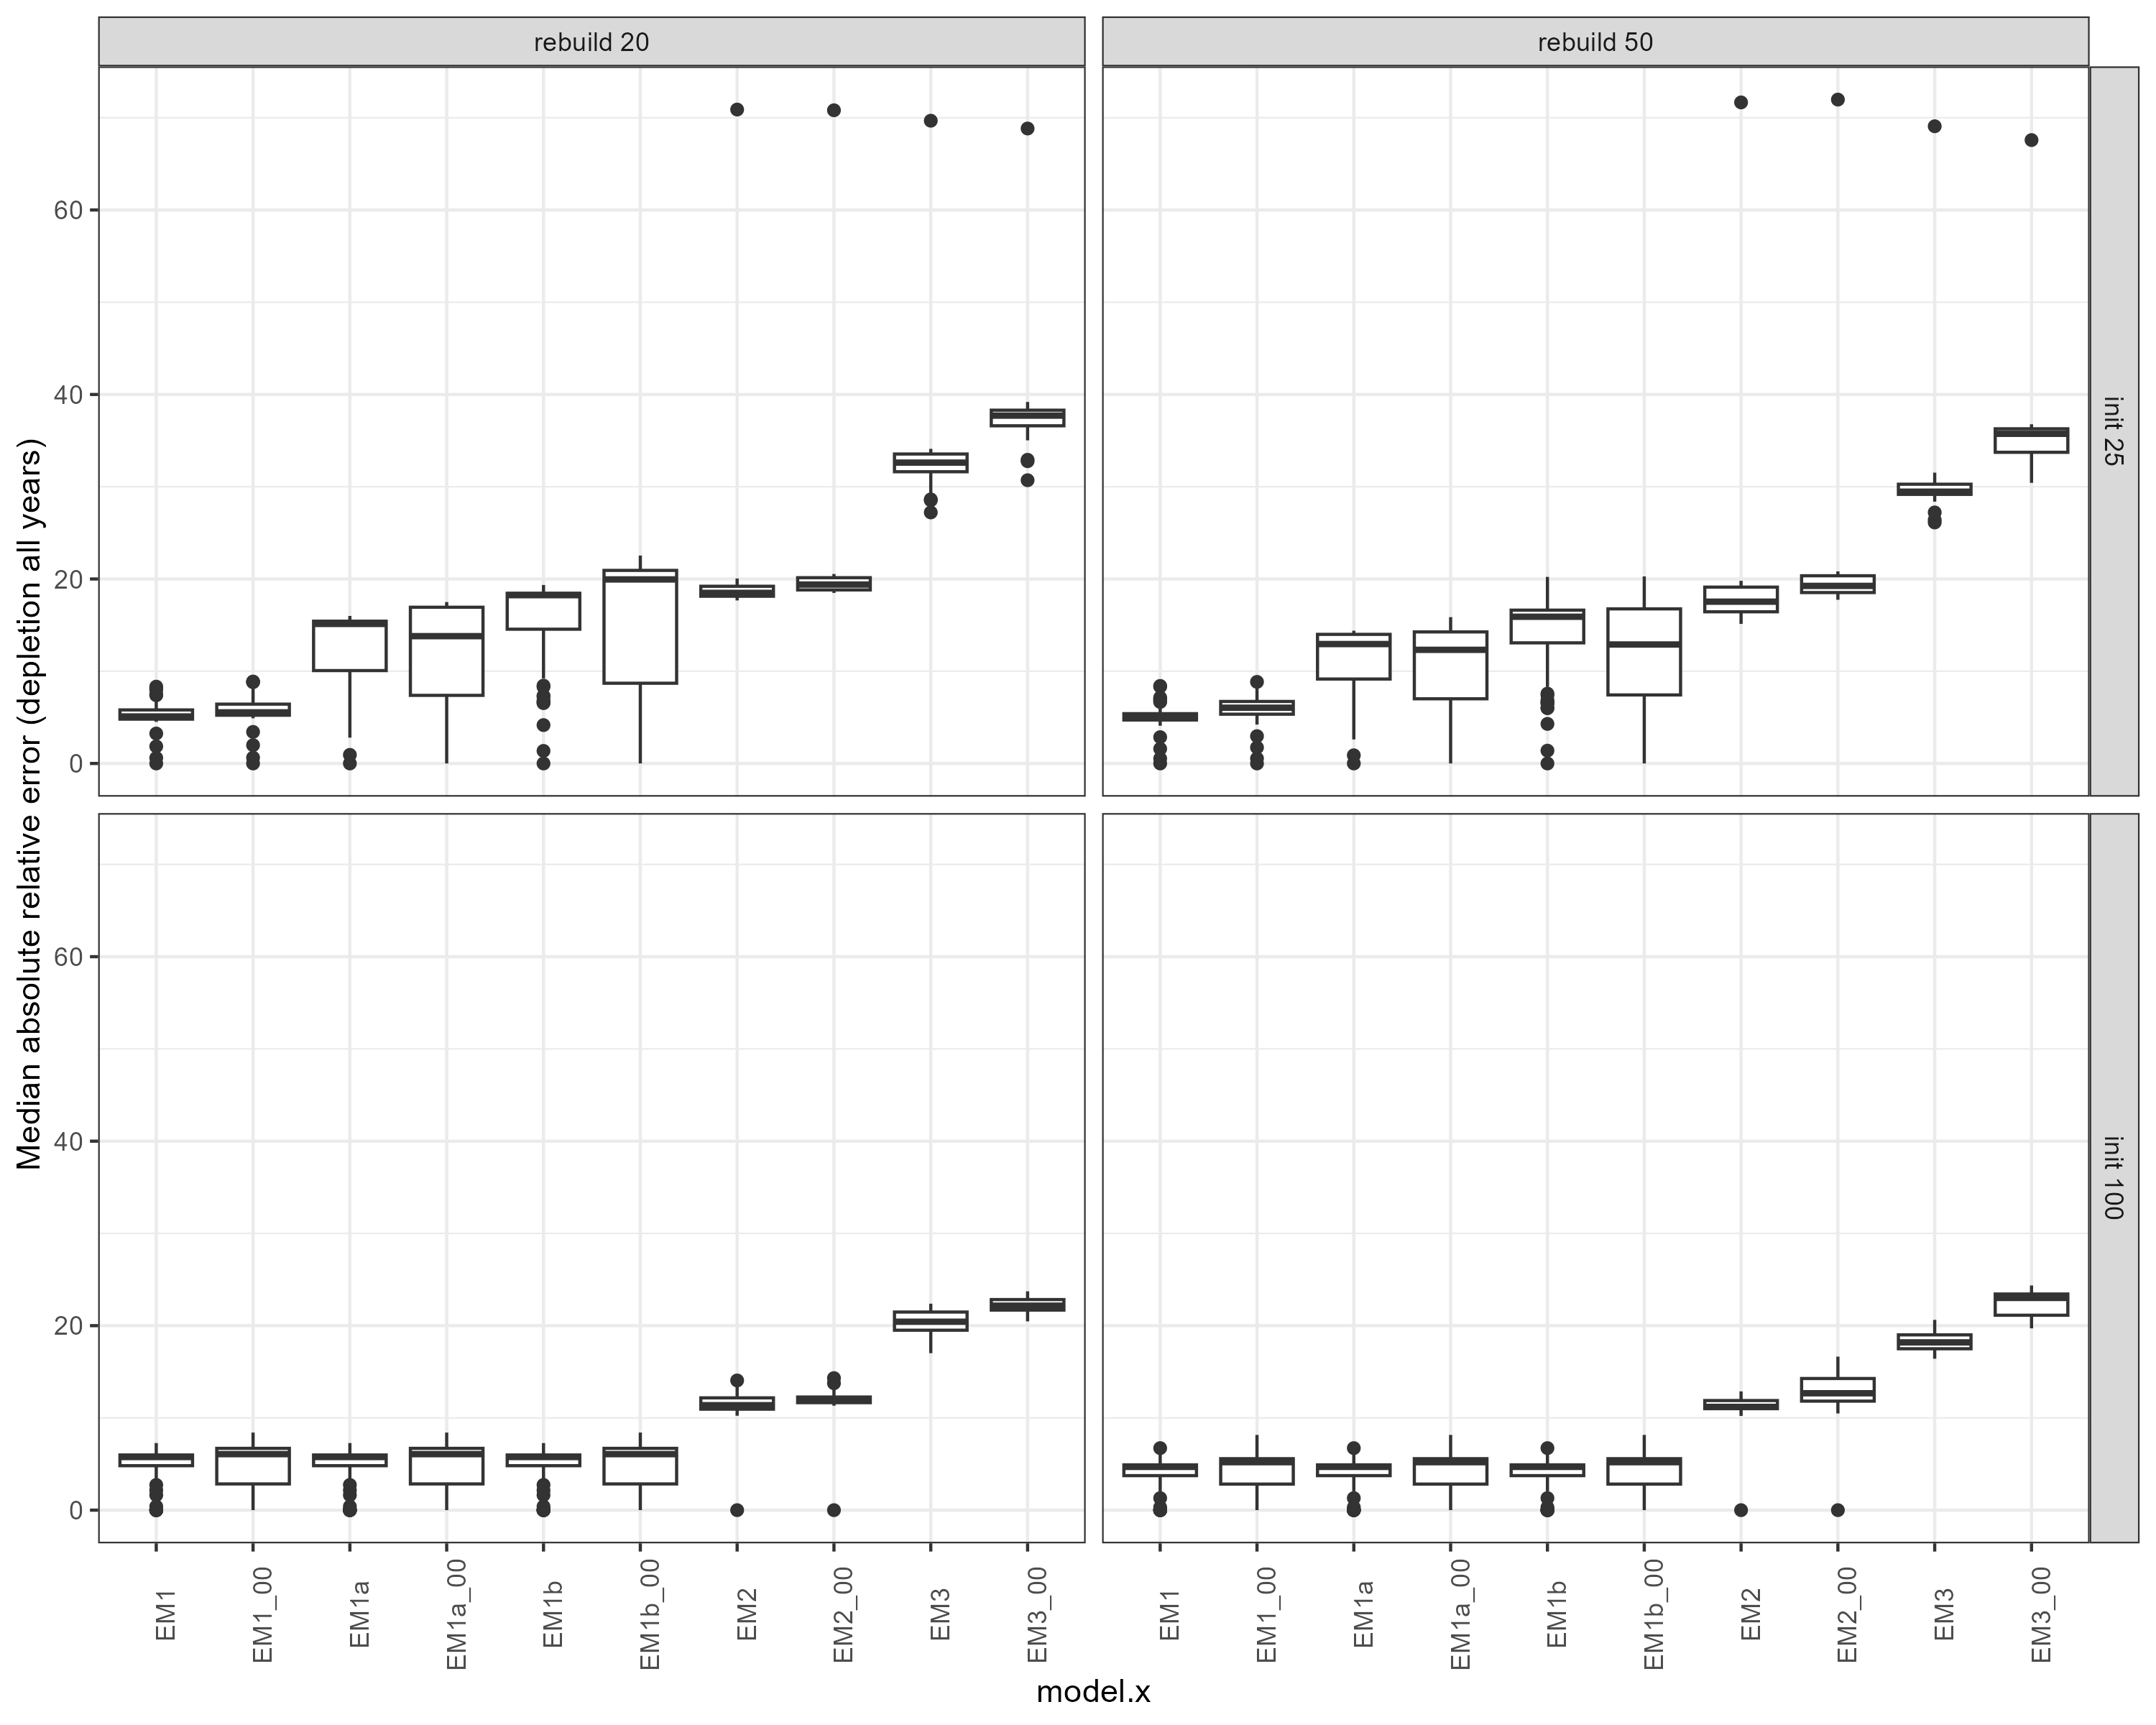 rebuild 20
rebuild 50
Median absolute relative error (depletion all years)
60
40
20
0
init 25
60
40
20
0
init 100
EM1
EM1_00
EM1a
EM1a_00
EM1b
EM1b_00
EM2
EM2_00
EM3
EM3_00
EM1
EM1_00
EM1a
EM1a_00
EM1b
EM1b_00
EM2
EM2_00
EM3
EM3_00
model.x